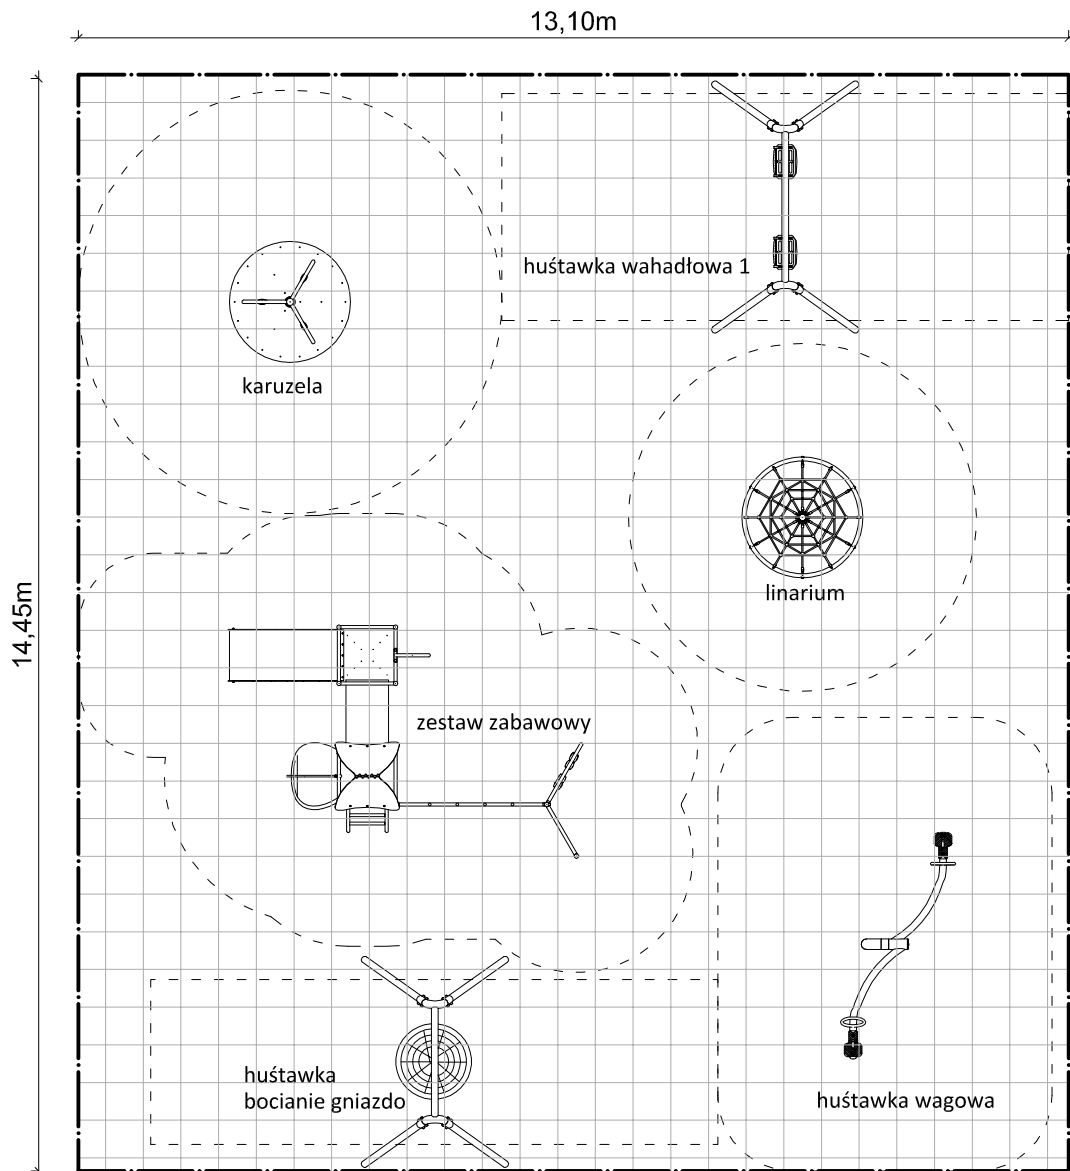 13,10m
huśtawka wahadłowa 1
karuzela
linarium
14,45m
zestaw zabawowy
huśtawka
bocianie gniazdo
huśtawka wagowa